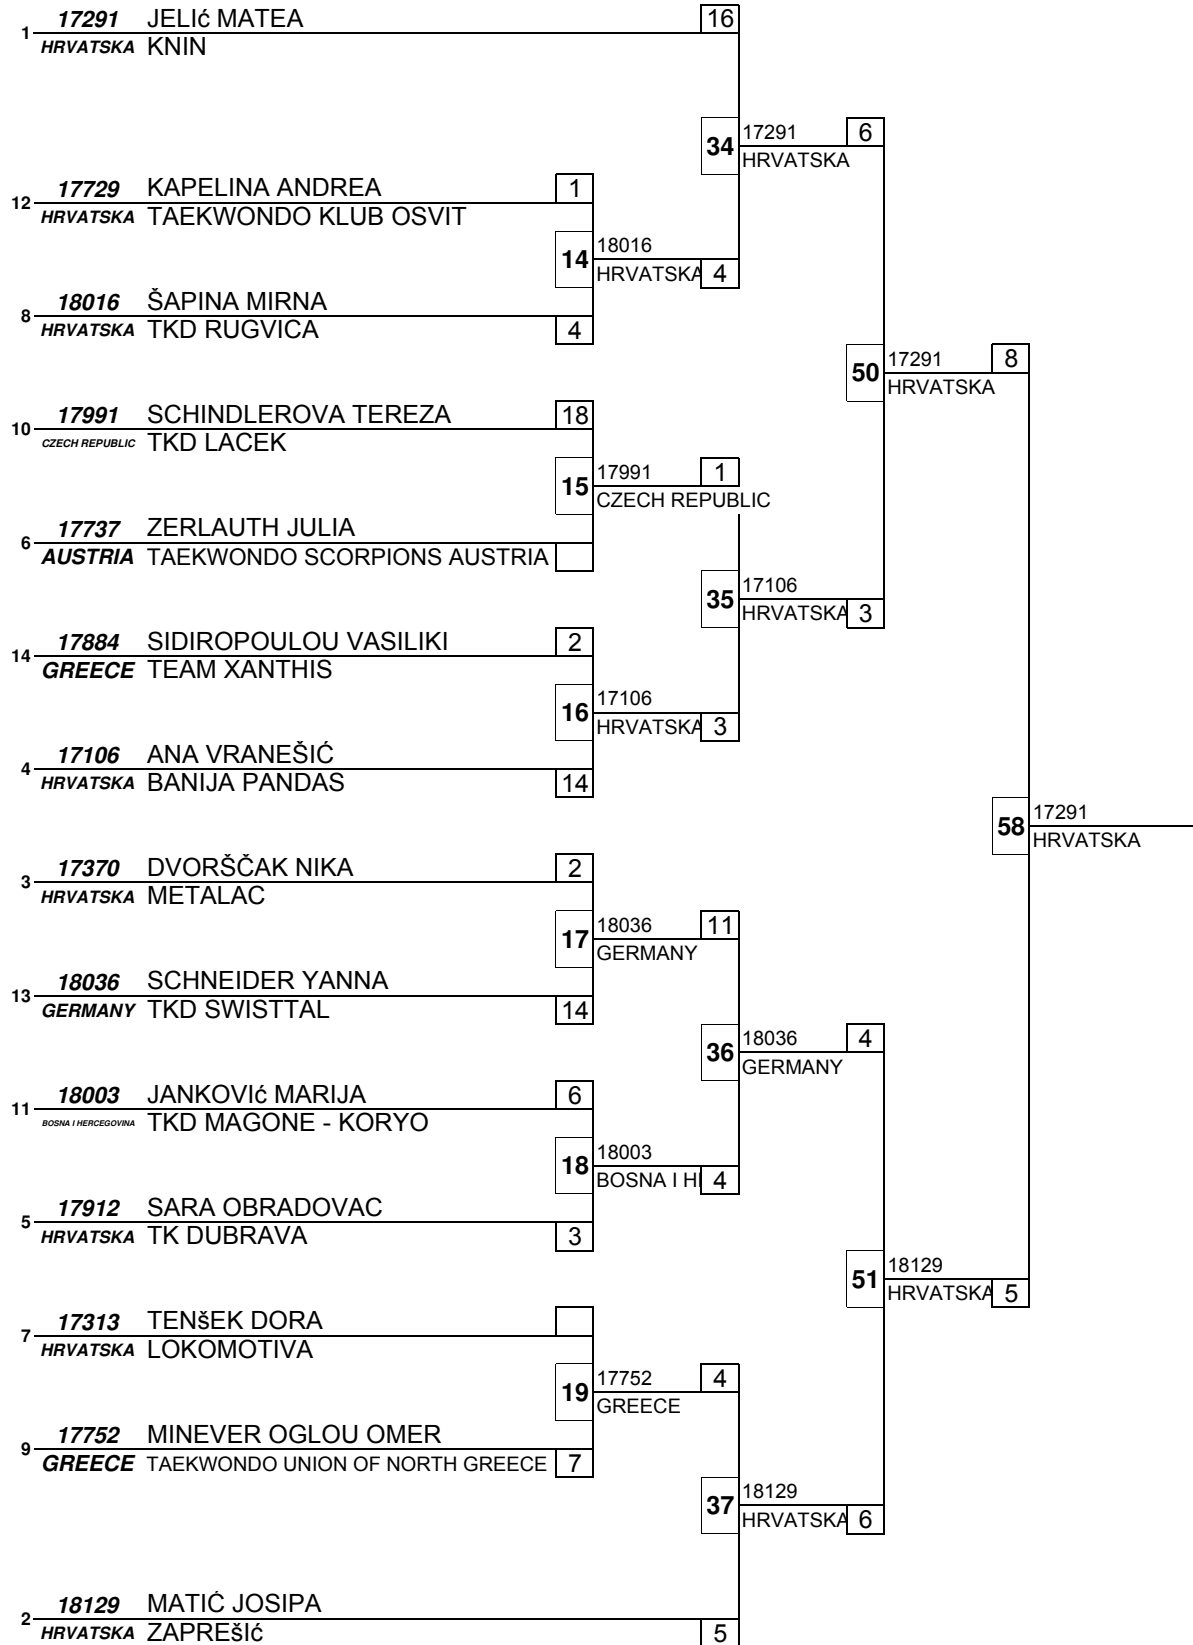 17291 JELIć MATEA 16
1
HRVATSKA KNIN
34 17291 6
HRVATSKA
17729 KAPELINA ANDREA 1
12
HRVATSKA TAEKWONDO KLUB OSVIT
14 18016
HRVATSKA 4
18016 ŠAPINA MIRNA
8
HRVATSKA TKD RUGVICA 4
50 17291 8
HRVATSKA
17991 SCHINDLEROVA TEREZA 18
10
CZECH REPUBLIC TKD LACEK
15 17991 1
CZECH REPUBLIC
17737 ZERLAUTH JULIA
6
AUSTRIA TAEKWONDO SCORPIONS AUSTRIA
35 17106
HRVATSKA 3
17884 SIDIROPOULOU VASILIKI 2
14
GREECE TEAM XANTHIS
16 17106
HRVATSKA 3
17106 ANA VRANEŠIĆ
4
HRVATSKA BANIJA PANDAS 14
58 17291
HRVATSKA
17370 DVORŠČAK NIKA 2
3
HRVATSKA METALAC
17 18036 11
GERMANY
18036 SCHNEIDER YANNA
13
GERMANY TKD SWISTTAL 14
36 18036 4
GERMANY
18003 JANKOVIć MARIJA 6
11
BOSNA I HERCEGOVINA TKD MAGONE - KORYO
18 18003
BOSNA I H 4
17912 SARA OBRADOVAC
5
HRVATSKA TK DUBRAVA 3
51 18129
HRVATSKA 5
17313 TENšEK DORA
7
HRVATSKA LOKOMOTIVA
19 17752 4
GREECE
17752 MINEVER OGLOU OMER
9
GREECE TAEKWONDO UNION OF NORTH GREECE 7
37 18129
HRVATSKA 6
18129 MATIĆ JOSIPA
2
HRVATSKA ZAPREšIć 5